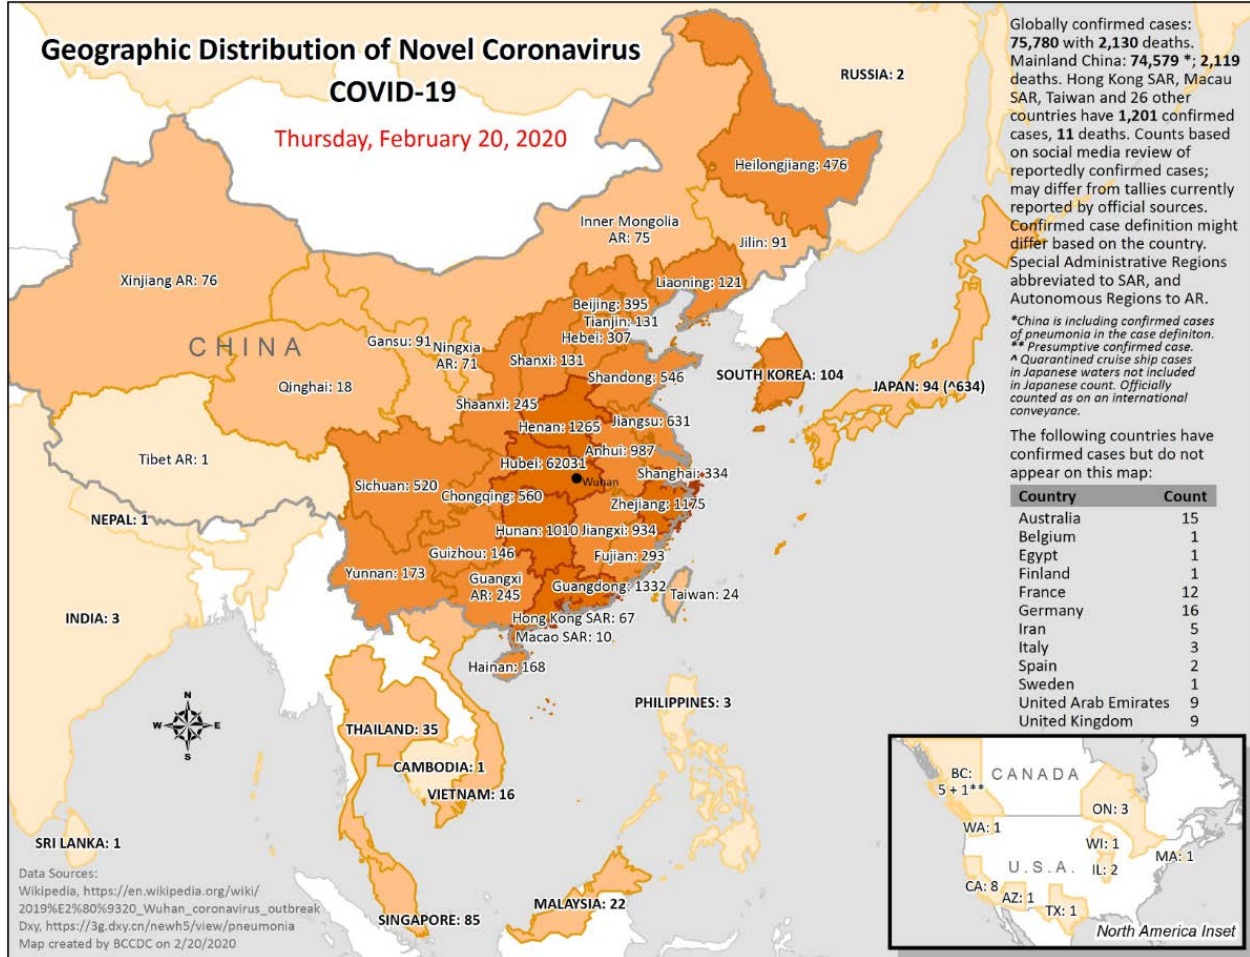 Geographic Distribution of Novel Coronavirus
COVID-19
Thursday, February 20, 2020
Globally confirmed cases:
75,780 with 2,130 deaths.
Mainland China: 74,579 *; 2,119
deaths. Hong Kong SAR, Macau
SAR, Taiwan and 26 other
countries have 1,201 confirmed
cases, 11 deaths. Counts based
on social media review of
reportedly confirmed cases;
may differ from tallies currently
reported by official sources.
Confirmed case definition might
differ based on the country.
Special Administrative Regions
abbreviated to SAR, and
Autonomous Regions to AR.
*China is including confirmed cases
of pneumonia in the case definiton.
** Presumptive confirmed case.
^ Quarantined cruise ship cases
in Japanese waters not included
in Japanese count. Officially
counted as on an international
conveyance.
The following countries have
confirmed cases but do not
appear on this map:
Country Count
Australia 15
Belgium 1
Egypt 1
Finland 1
France 12
Germany 16
Iran 5
Italy 3
Spain 2
Sweden 1
United Arab Emirates 9
United Kingdom 9
RUSSIA: 2
Heilongjiang: 476
Inner Mongolia
AR: 75
Jilin: 91
Xinjiang AR: 76
Liaoning: 121
Beijing: 395
Tianjin: 131
Hebei: 307
CHINA
Gansu: 91
Ningxia
AR: 71
Shanxi: 131
Shandong: 546
SOUTH KOREA: 104
JAPAN: 94 (^634)
Qinghai: 18
Shaanxi: 245
Henan: 1265
Jiangsu: 631
Anhui: 987
Tibet AR: 1
Hubei: 62031
Wuhan
Shanghai: 334
Sichuan: 520
Chongqing: 560
Zhejiang: 1175
NEPAL: 1
Hunan: 1010
Jiangxi: 934
Guizhou: 146
Fujian: 293
Yunnan: 173
Guangxi
AR: 245
Guangdong: 1332
Taiwan: 24
INDIA: 3
Hong Kong SAR: 67
Macao SAR: 10
Hainan: 168
N
W E
S
PHILIPPINES: 3
THAILAND: 35
CAMBODIA: 1
VIETNAM: 16
SRI LANKA: 1
MALAYSIA: 22
SINGAPORE: 85
Data Sources:
Wikipedia, https://en.wikipedia.org/wiki/
2019%E2%80%9320_Wuhan_coronavirus_outbreak
Dxy, https://3g.dxy.cn/newh5/view/pneumonia
Map created by BCCDC on 2/20/2020
BC:
5 + 1**
CANADA
ON: 3
WA: 1
WI: 1
MA: 1
U.S.A.
IL: 2
CA: 8
AZ: 1
TX: 1
North America Inset